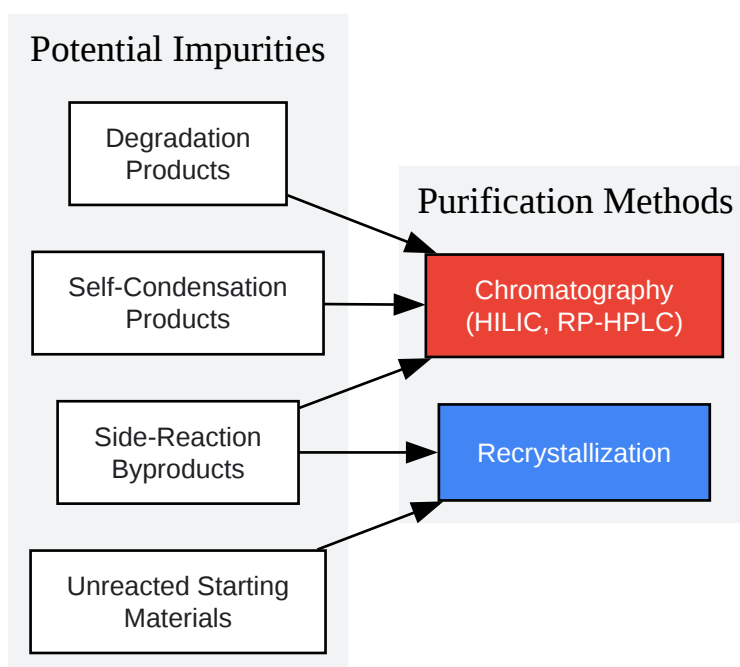 Potential Impurities
Degradation
Products
Self-Condensation
Products
Side-Reaction
Byproducts
Unreacted Starting
Materials
Purification Methods
Chromatography
(HILIC, RP-HPLC)
Recrystallization